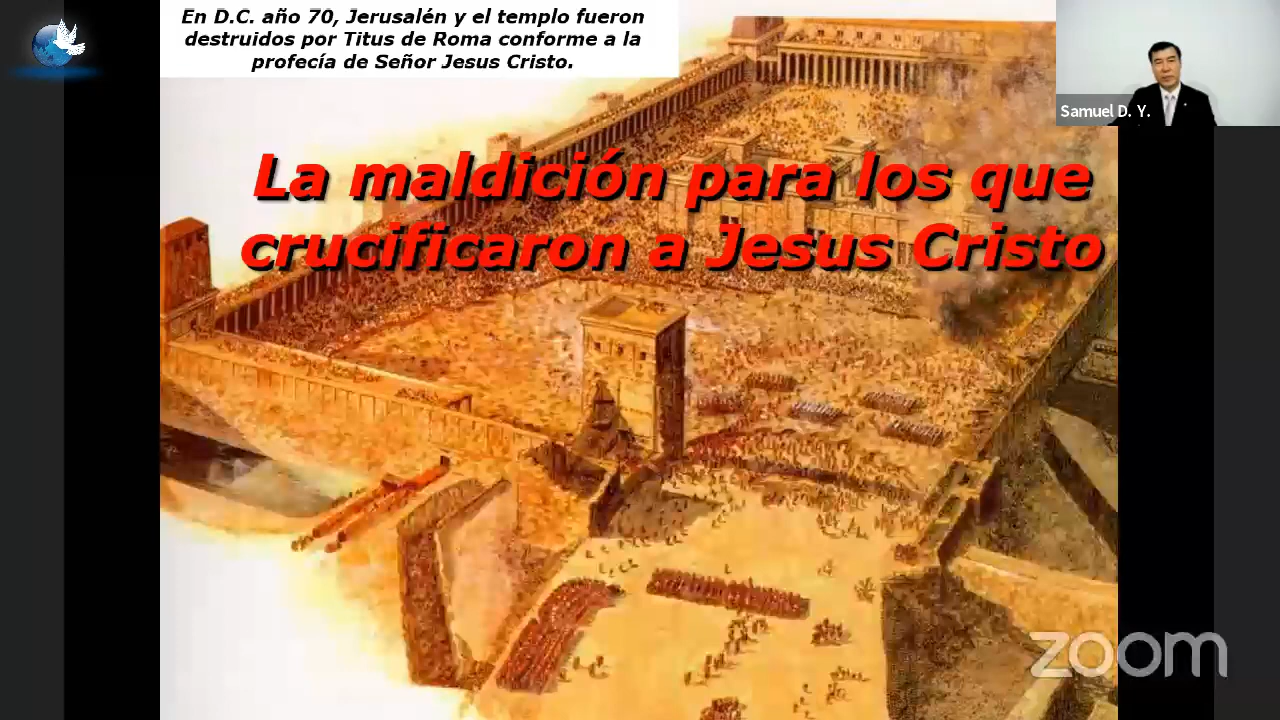 En D.C. año 70, Jerusalén y el templo fueron
destruidos por Titus de Roma conforme a la
profecía de Señor Jesus Cristo.
Samuel D. Y.
La maldición para los que
crucificaron a Jesus Cristo
zoom